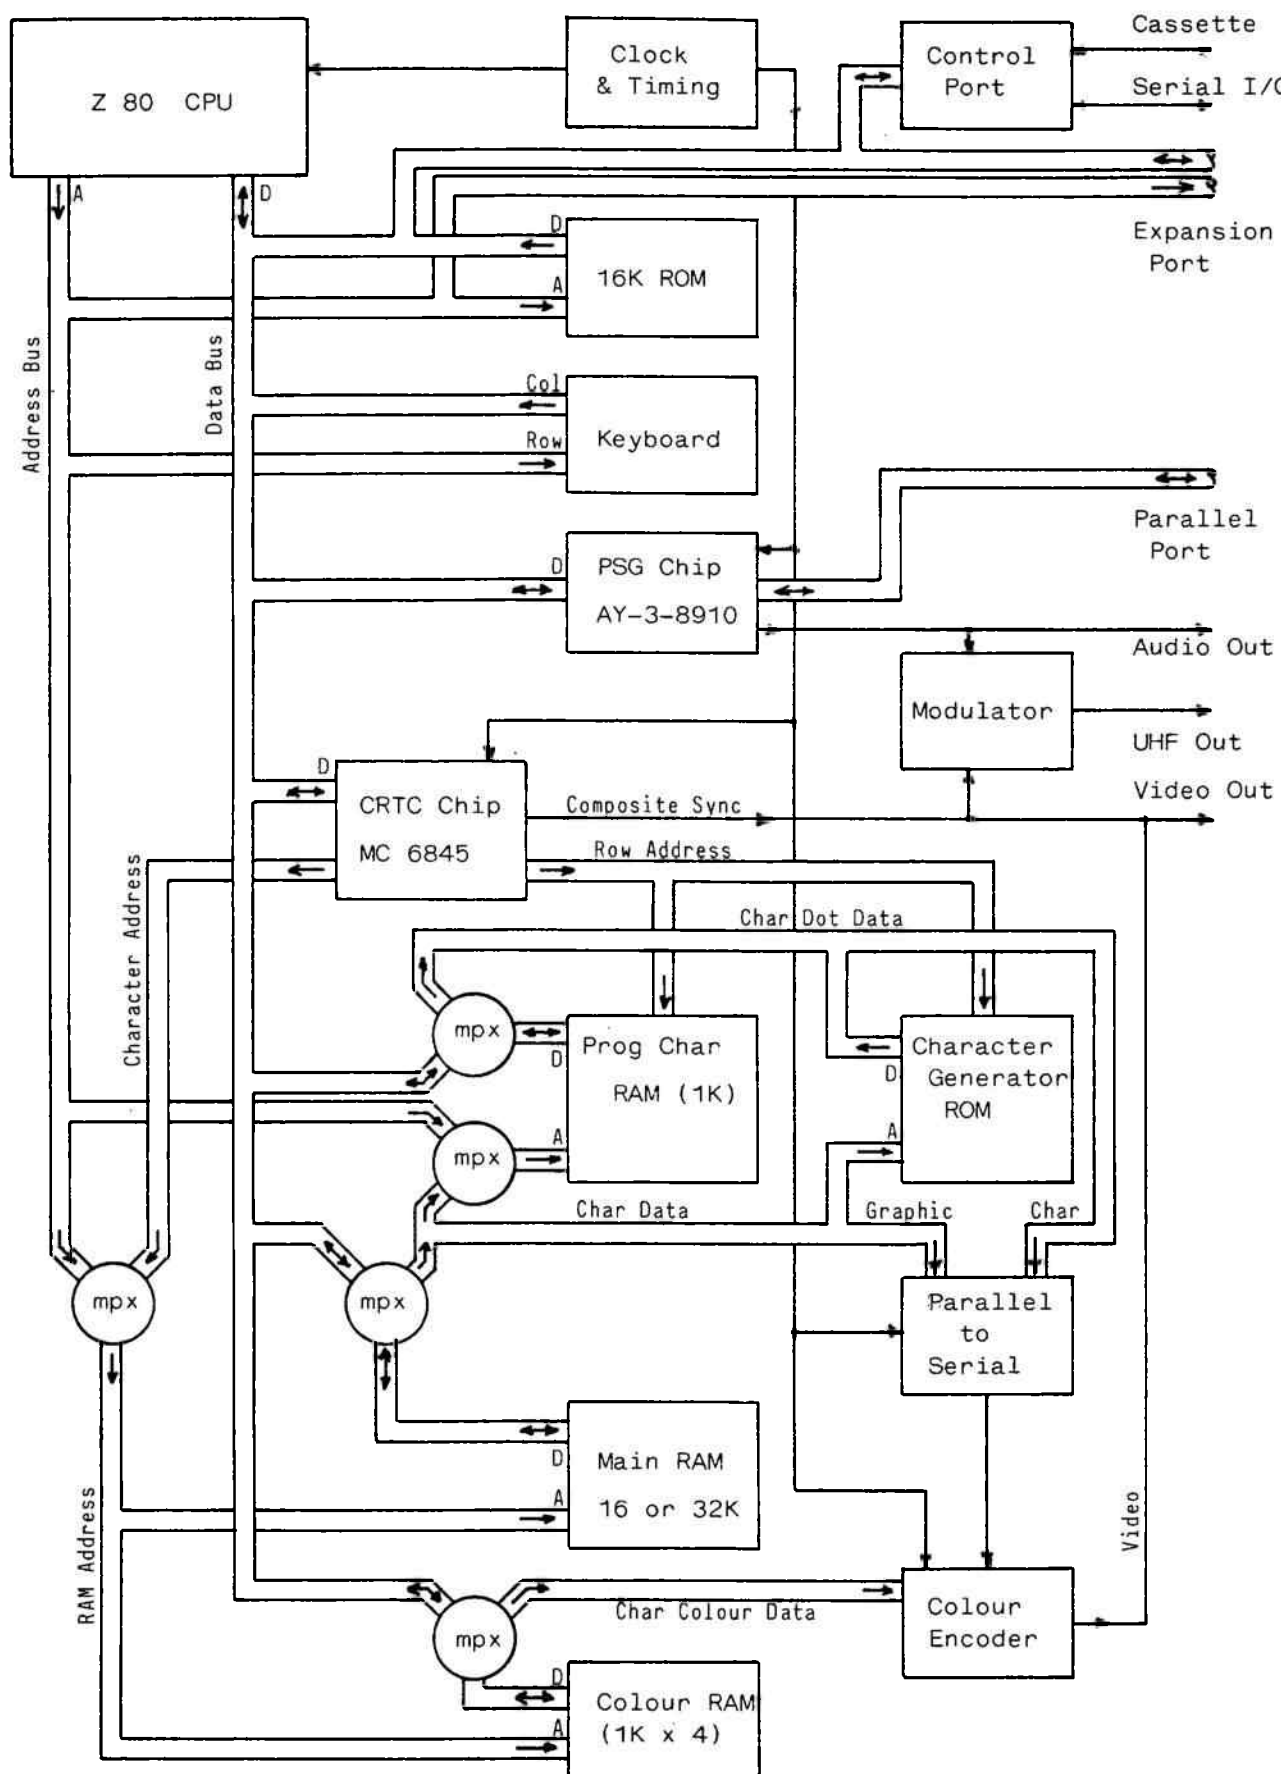 Z 80 CPU
Clock
& Timing
Control
Port
Cassette
Serial I/O
A
D
Expansion
Port
D
16K ROM
A
Address Bus
Data Bus
Col
Keyboard
Row
Parallel
Port
D
PSG Chip
AY-3-8910
Audio Out
Modulator
UHF Out
Video Out
D
CRTC Chip
MC 6845
Composite Sync
Row Address
Character Address
Char Dot Data
mpx
D
Prog Char
RAM (1K)
Character
Generator
ROM
D
A
mpx
A
Char Data
Graphic
Char
mpx
mpx
Parallel
to
Serial
Main RAM
16 or 32K
D
A
RAM Address
Video
Char Colour Data
Colour
Encoder
mpx
D
Colour RAM
(1K x 4)
A